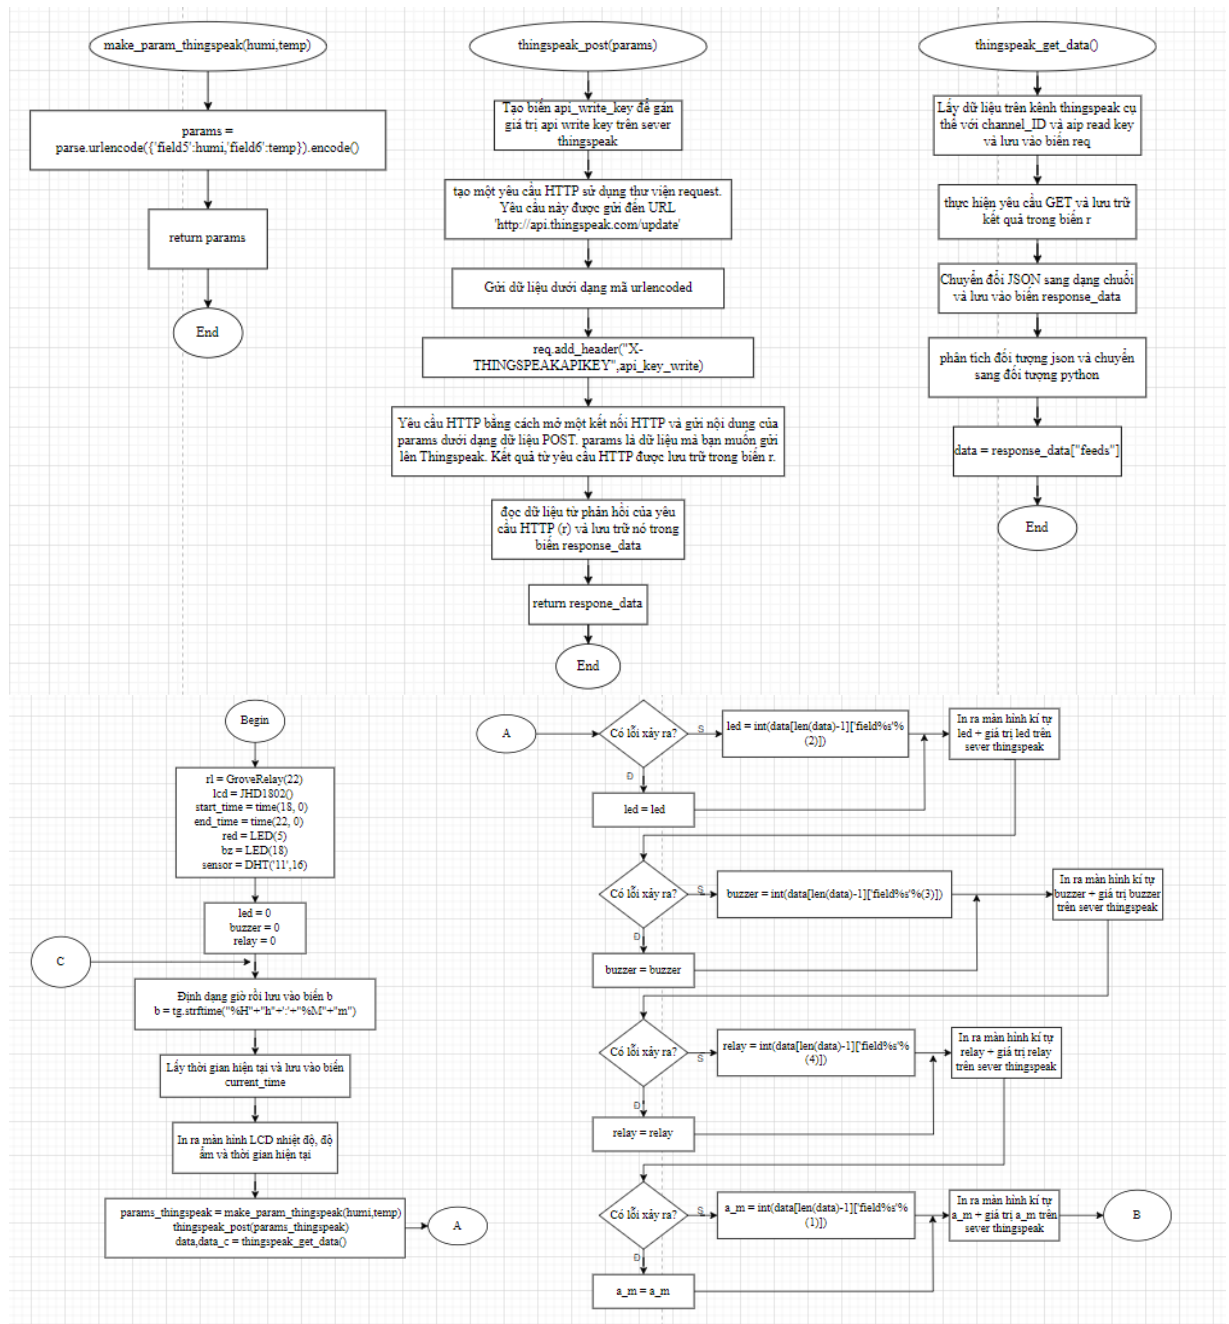 make_param_thingspeak(humi,temp)
params =
parse.urlencode({'field5':humi,'field6':temp}).encode()
return params
End
thingspeak_post(params)
Tạo biến api_write_key để gán
giá trị api write key trên sever
thingspeak
tạo một yêu cầu HTTP sử dụng thư viện request.
Yêu cầu này được gửi đến URL
'http://api.thingspeak.com/update'
Gửi dữ liệu dưới dạng mã urlencoded
req.add_header("X-
THINGSPEAKAPIKEY",api_key_write)
Yêu cầu HTTP bằng cách mở một kết nối HTTP và gửi nội dung của
params dưới dạng dữ liệu POST. params là dữ liệu mà bạn muốn gửi
lên Thingspeak. Kết quả từ yêu cầu HTTP được lưu trữ trong biến r.
đọc dữ liệu từ phản hồi của yêu
cầu HTTP (r) và lưu trữ nó trong
biến response_data
return respone_data
End
thingspeak_get_data()
Lấy dữ liệu trên kênh thingspeak cụ
thể với channel_ID và aip read key
và lưu vào biến req
thực hiện yêu cầu GET và lưu trữ
kết quả trong biến r
Chuyển đổi JSON sang dạng chuỗi
và lưu vào biến response_data
phân tích đối tượng json và chuyển
sang đối tượng python
data = response_data["feeds"]
End
Begin
rl = GroveRelay(22)
lcd = JHD1802()
start_time = time(18, 0)
end_time = time(22, 0)
red = LED(5)
bz = LED(18)
sensor = DHT('11',16)
led = 0
buzzer = 0
relay = 0
C
Định dạng giờ rồi lưu vào biến b
b = tg.strftime("%H"+"h"+':'+"%M"+"m")
Lấy thời gian hiện tại và lưu vào biến
current_time
In ra màn hình LCD nhiệt độ, độ
ẩm và thời gian hiện tại
params_thingspeak = make_param_thingspeak(humi,temp)
thingspeak_post(params_thingspeak)
data,data_c = thingspeak_get_data()
A
A
Có lỗi xảy ra?
S
led = int(data[len(data)-1]['field%s'%
(2)])
In ra màn hình kí tự
led + giá trị led trên
sever thingspeak
Đ
led = led
Có lỗi xảy ra?
S
buzzer = int(data[len(data)-1]['field%s'%(3)])
In ra màn hình kí tự
buzzer + giá trị buzzer
trên sever thingspeak
Đ
buzzer = buzzer
Có lỗi xảy ra?
S
relay = int(data[len(data)-1]['field%s'%
(4)])
In ra màn hình kí tự
relay + giá trị relay
trên sever thingspeak
Đ
relay = relay
Có lỗi xảy ra?
S
a_m = int(data[len(data)-1]['field%s'%
(1)])
In ra màn hình kí tự
a_m + giá trị a_m trên
sever thingspeak
B
Đ
a_m = a_m